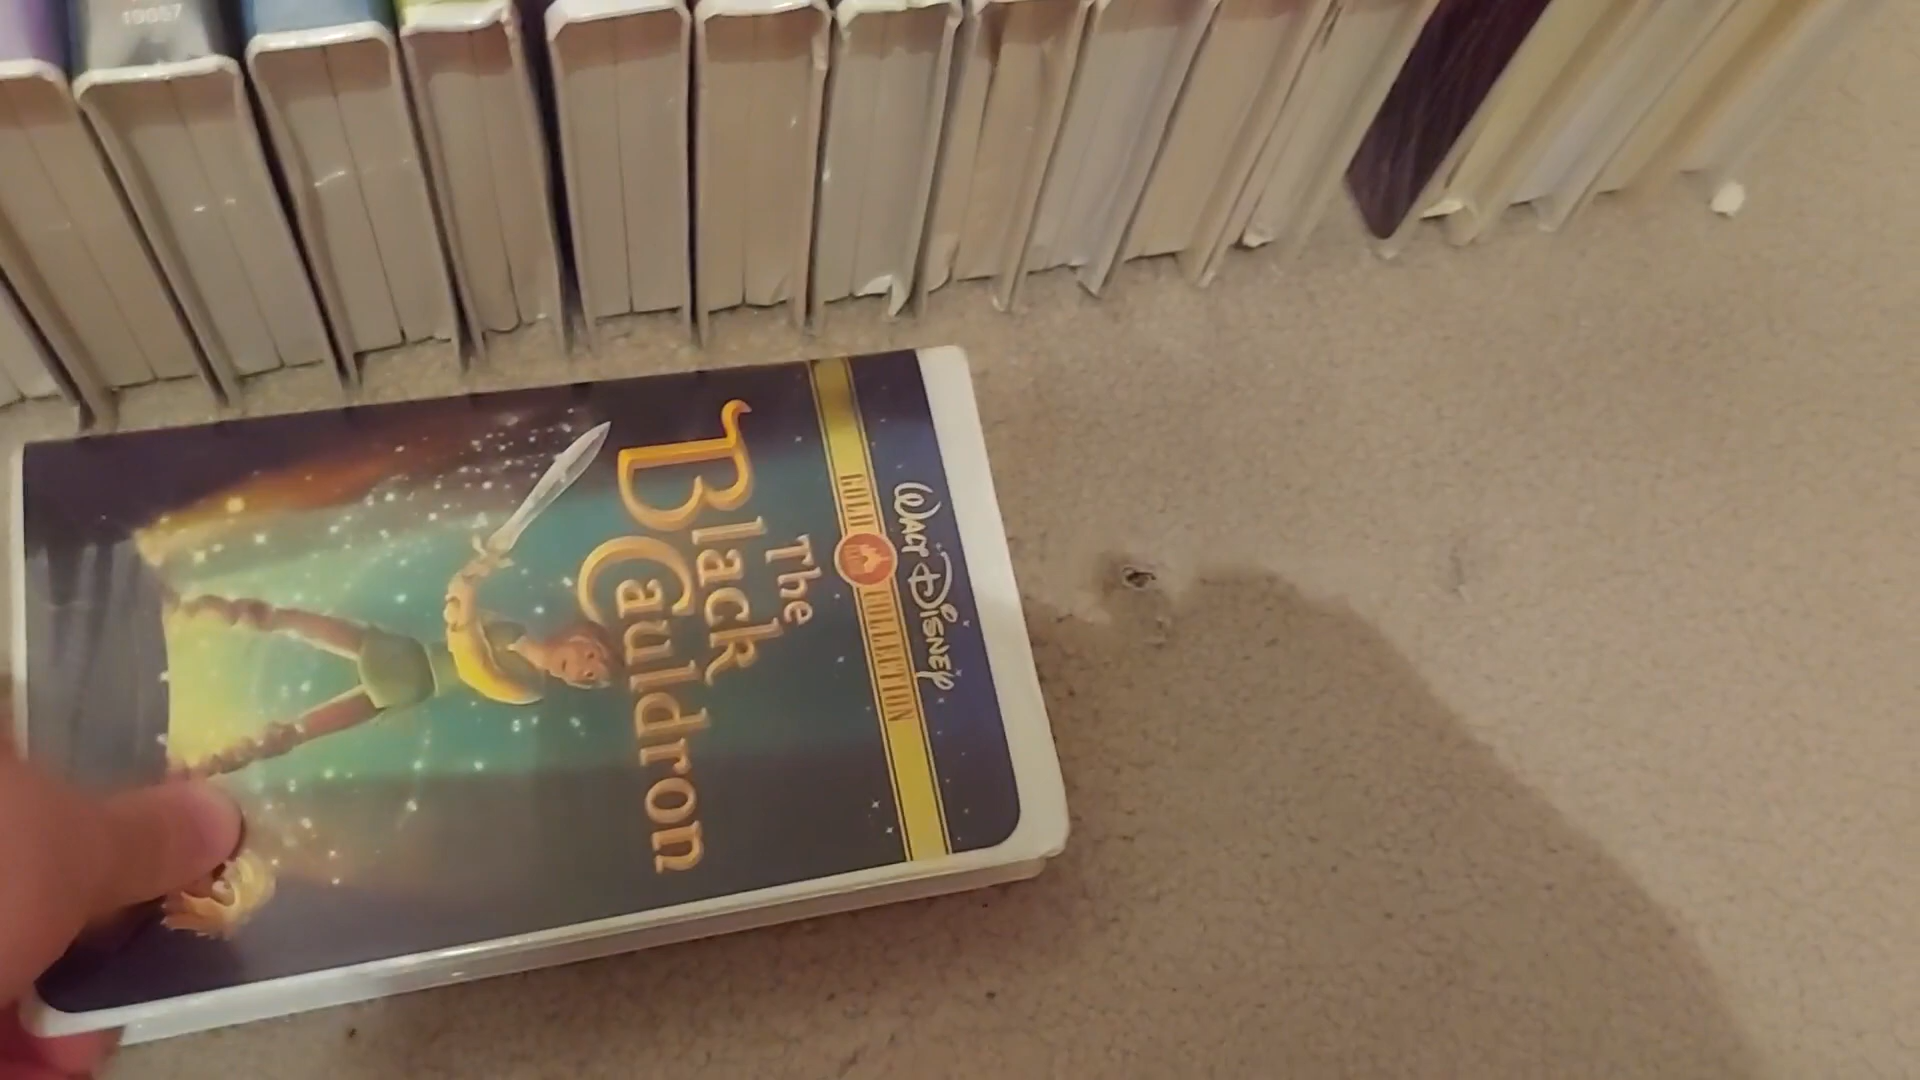 WALT DISNEY
GOLD COLLECTION
The
Black
Cauldron
19057